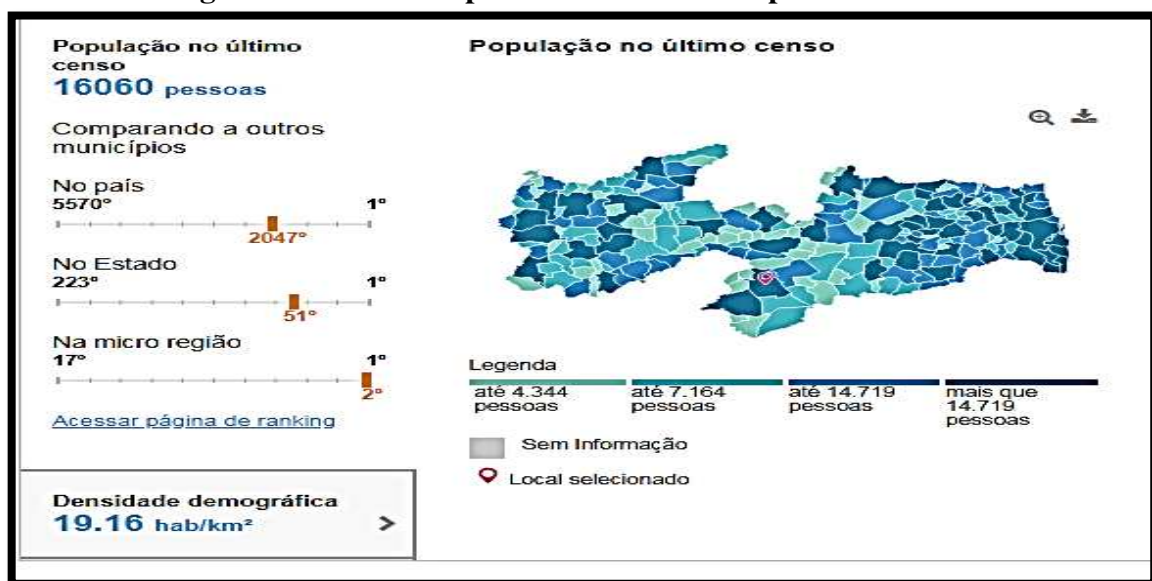 População no último
censo
16060 pessoas
Comparando a outros
municípios
No país
5570° 1°
2047°
No Estado
223° 1°
51°
Na micro região
17° 1°
2°
Acessar página de ranking
Densidade demográfica
19.16 hab/km²
>
População no último censo
Legenda
até 4.344
pessoas
até 7.164
pessoas
até 14.719
pessoas
mais que
14.719
pessoas
Sem Informação
Local selecionado